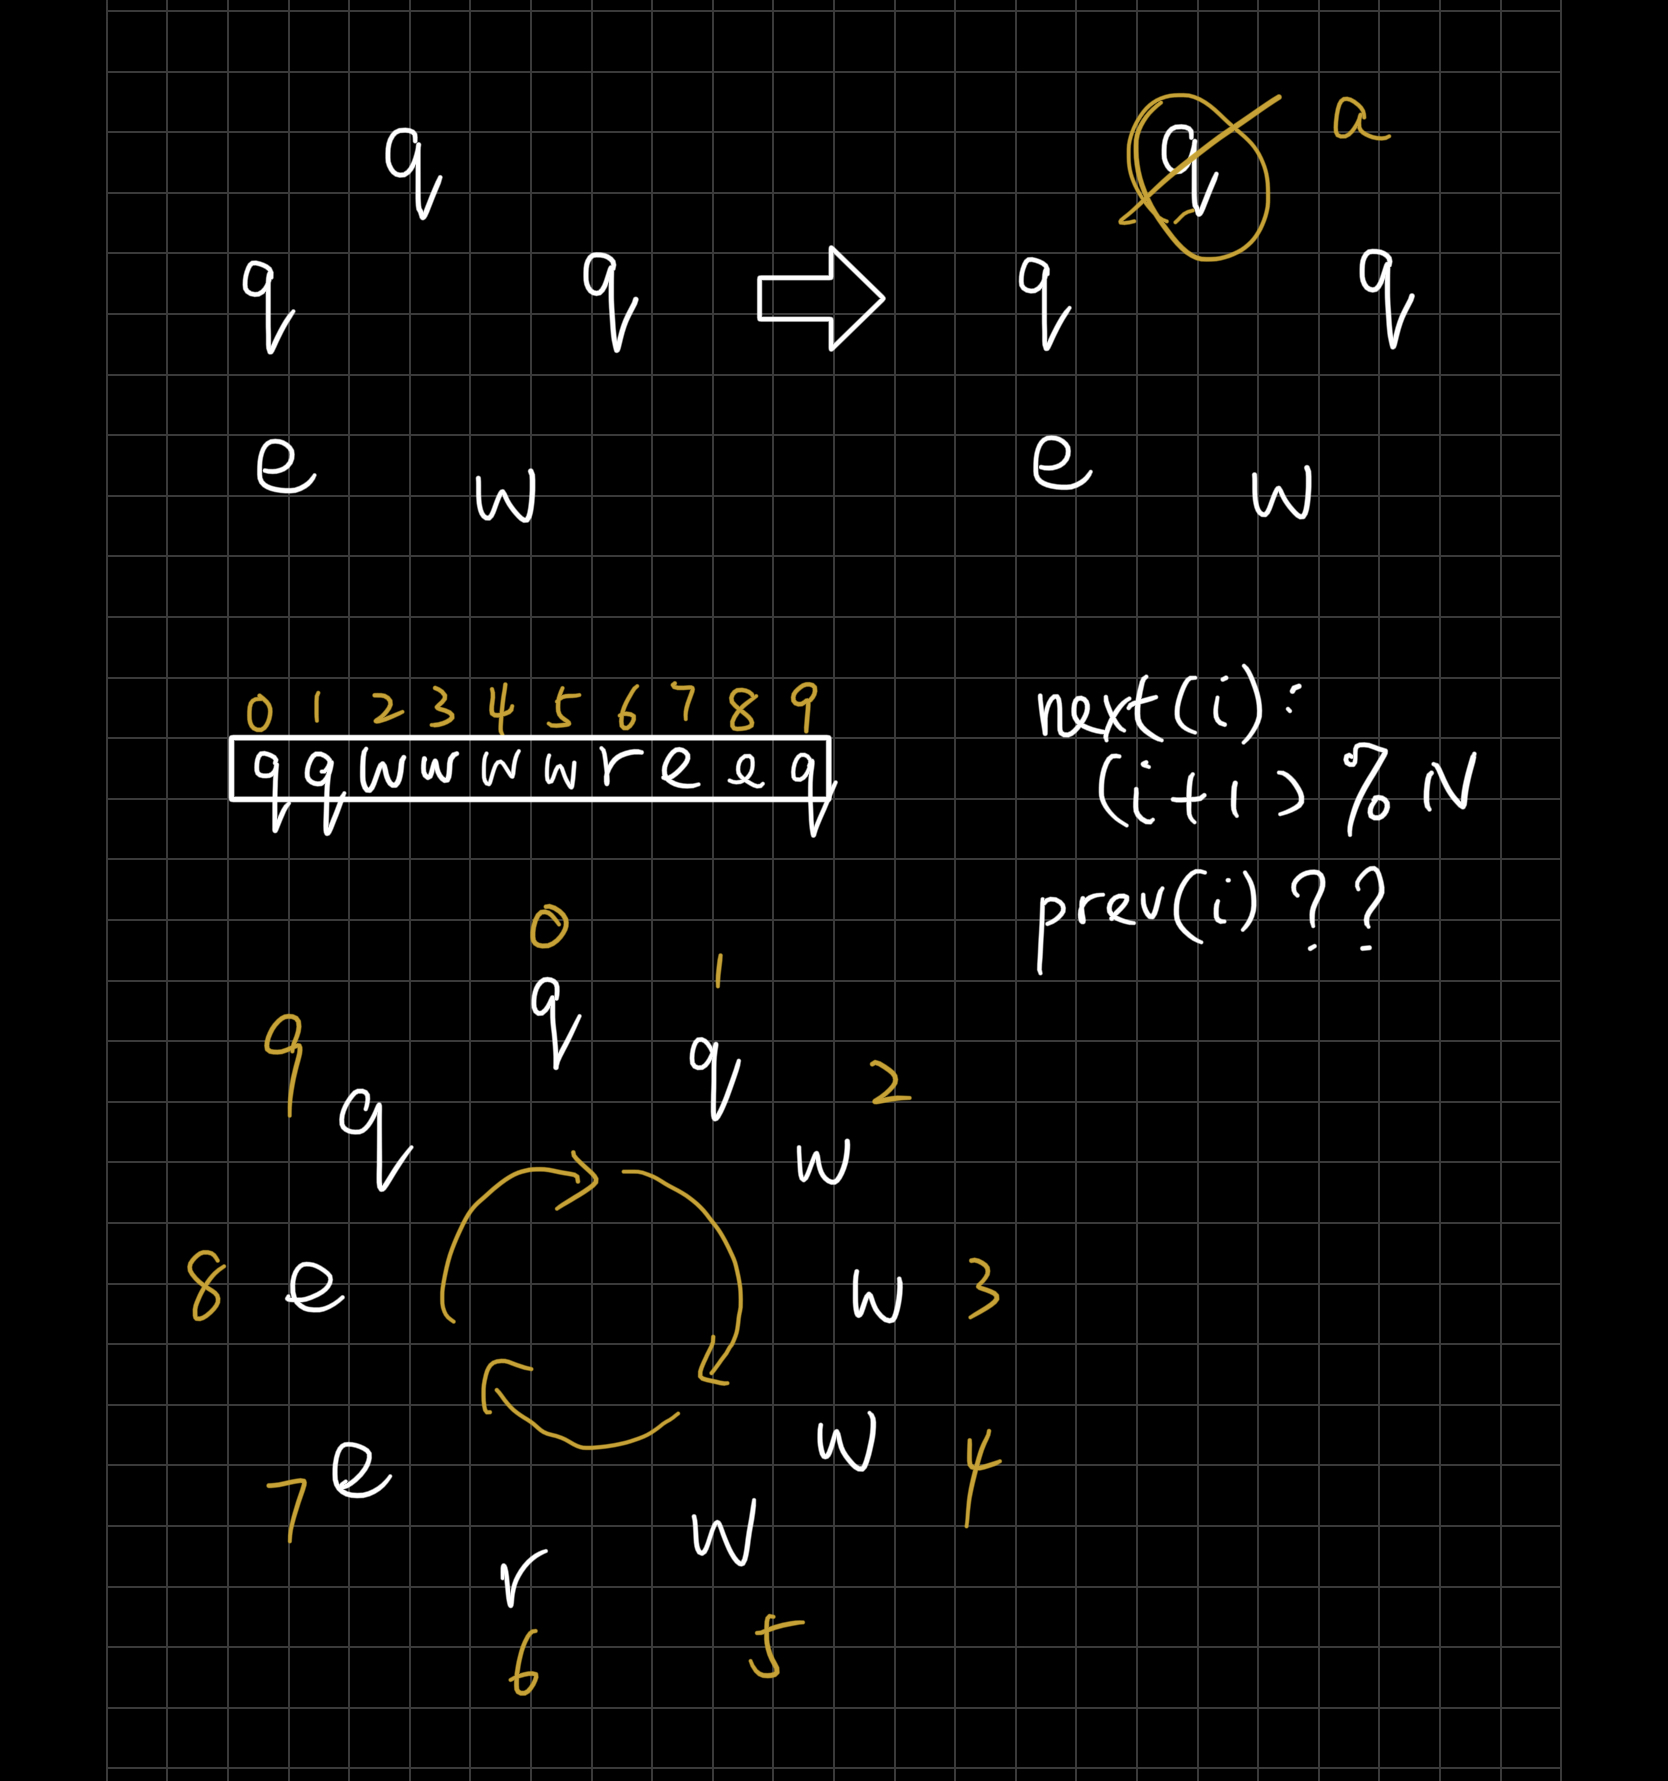 q q a
q q q q
e w e w
0 1 2 3 4 5 6 7 8 9
q q w w w w r e e q
next(i):
(i+1)%N
prev(i)??
0
q
1
q
2
w
w 3
w 4
w
5
r
6
e
7
8 e
9
q